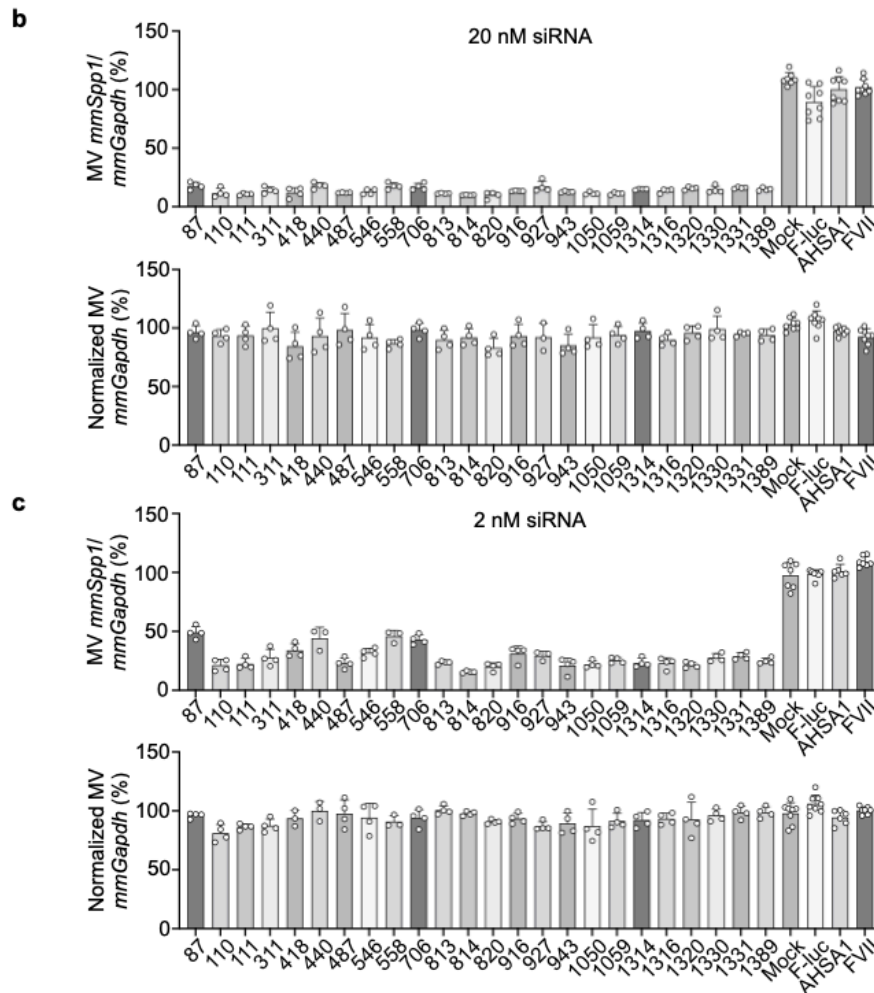 b
20 nM siRNA
MV mmSpp1/
mmGapdh (%)
150
100
50
0
87 110 111 311 418 440 487 546 558 706 813 814 820 916 927 943 1050 1059 1314 1316 1320 1330 1331 1389 Mock F-luc AHSA1 FVII
Normalized MV
mmGapdh (%)
150
100
50
0
87 110 111 311 418 440 487 546 558 706 813 814 820 916 927 943 1050 1059 1314 1316 1320 1330 1331 1389 Mock F-luc AHSA1 FVII
c
2 nM siRNA
MV mmSpp1/
mmGapdh (%)
150
100
50
0
87 110 111 311 418 440 487 546 558 706 813 814 820 916 927 943 1050 1059 1314 1316 1320 1330 1331 1389 Mock F-luc AHSA1 FVII
Normalized MV
mmGapdh (%)
150
100
50
0
87 110 111 311 418 440 487 546 558 706 813 814 820 916 927 943 1050 1059 1314 1316 1320 1330 1331 1389 Mock F-luc AHSA1 FVII